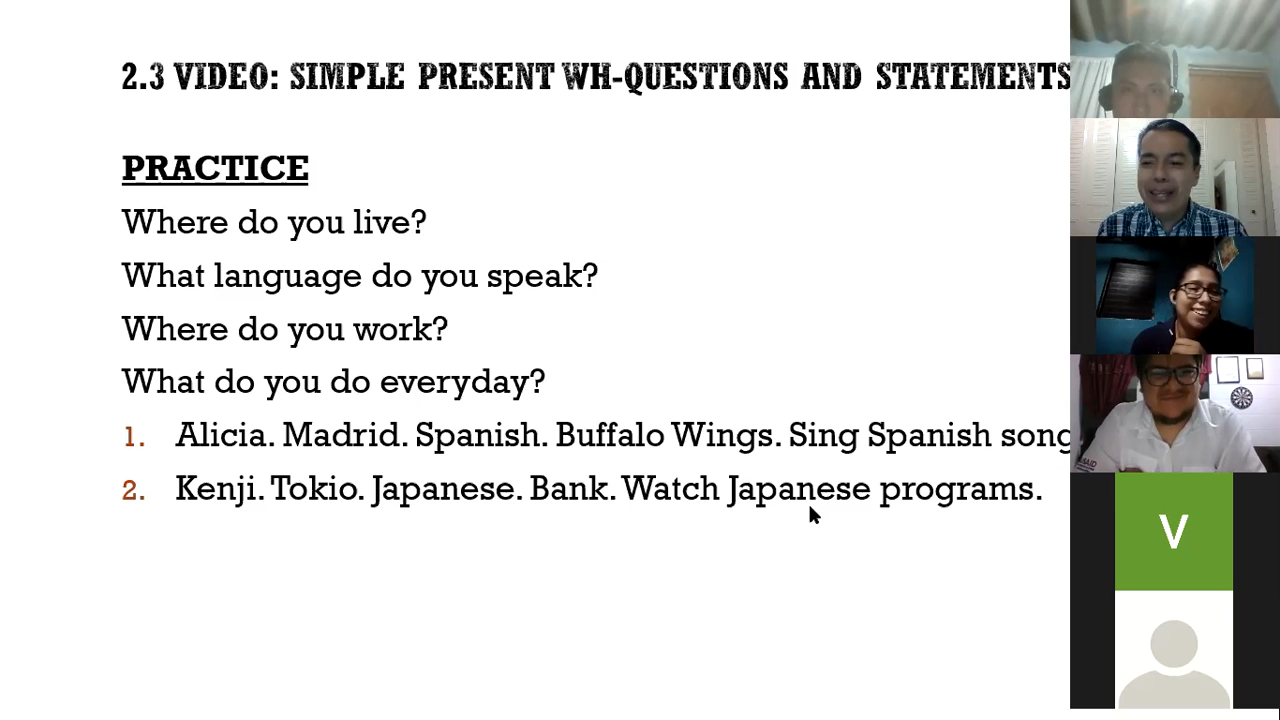 2.3 VIDEO: SIMPLE PRESENT WH-QUESTIONS AND STATEMENTS
PRACTICE
Where do you live?
What language do you speak?
Where do you work?
What do you do everyday?
1. Alicia. Madrid. Spanish. Buffalo Wings. Sing Spanish song
2. Kenji. Tokio. Japanese. Bank. Watch Japanese programs.
V